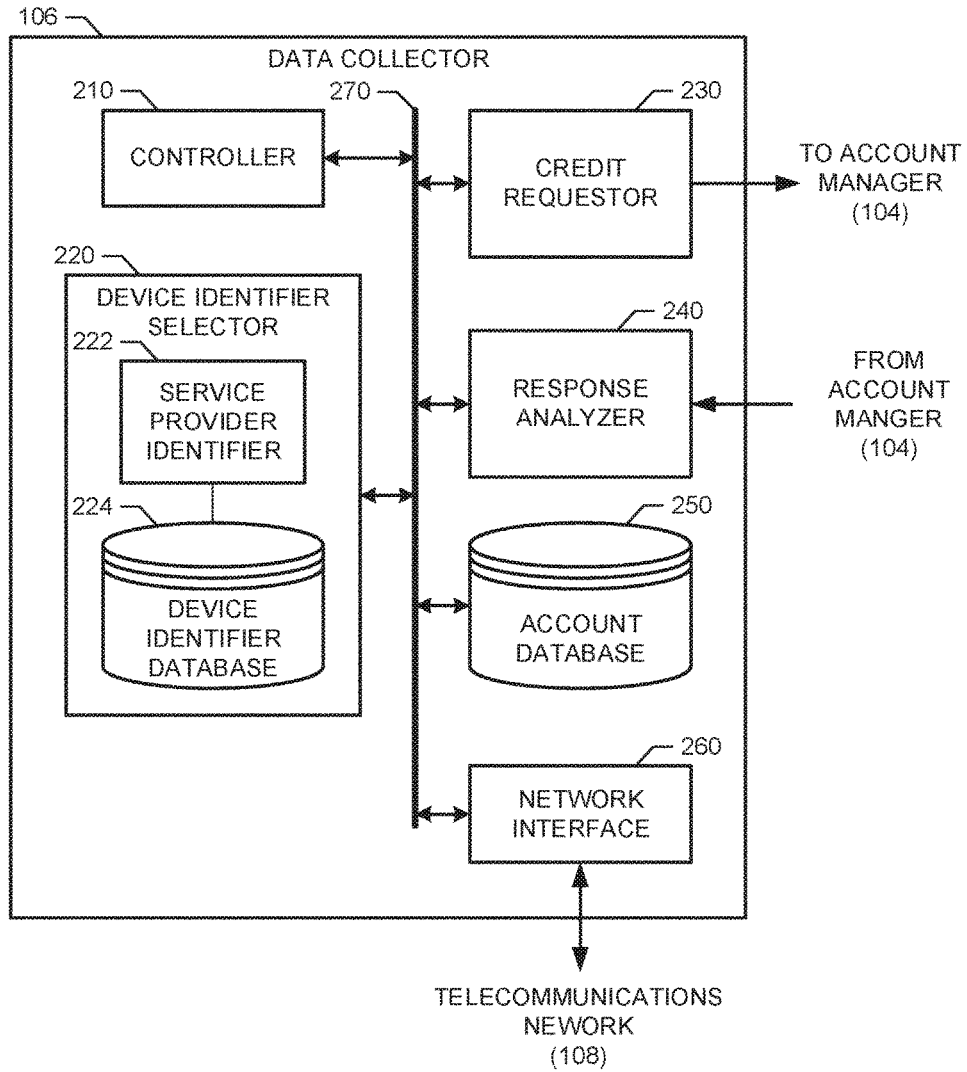 106
DATA COLLECTOR
210
270
230
CONTROLLER
CREDIT
REQUESTOR
TO ACCOUNT
MANAGER
(104)
220
DEVICE IDENTIFIER
SELECTOR
222
SERVICE
PROVIDER
IDENTIFIER
240
RESPONSE
ANALYZER
FROM
ACCOUNT
MANGER
(104)
224
DEVICE
IDENTIFIER
DATABASE
250
ACCOUNT
DATABASE
260
NETWORK
INTERFACE
TELECOMMUNICATIONS
NEWORK
(108)